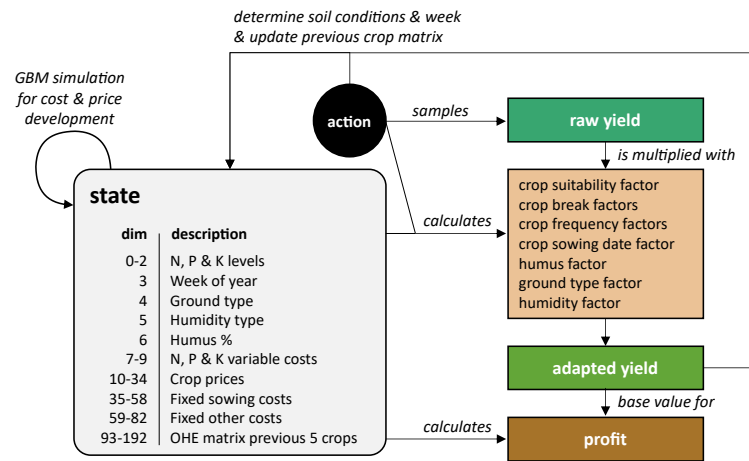 determine soil conditions & week
& update previous crop matrix
GBM simulation
for cost & price
development
action
samples
raw yield
is multiplied with
state
dim description
0-2 N, P & K levels
3 Week of year
4 Ground type
5 Humidity type
6 Humus %
7-9 N, P & K variable costs
10-34 Crop prices
35-58 Fixed sowing costs
59-82 Fixed other costs
93-192 OHE matrix previous 5 crops
calculates
crop suitability factor
crop break factors
crop frequency factors
crop sowing date factor
humus factor
ground type factor
humidity factor
adapted yield
base value for
calculates
profit